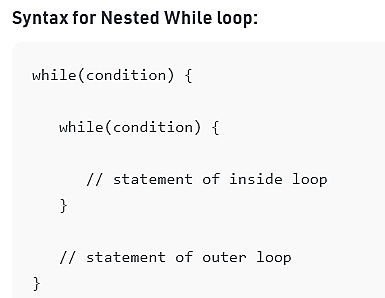 Syntax for Nested While loop:
while(condition) {
while(condition) {
// statement of inside loop
}
// statement of outer loop
}